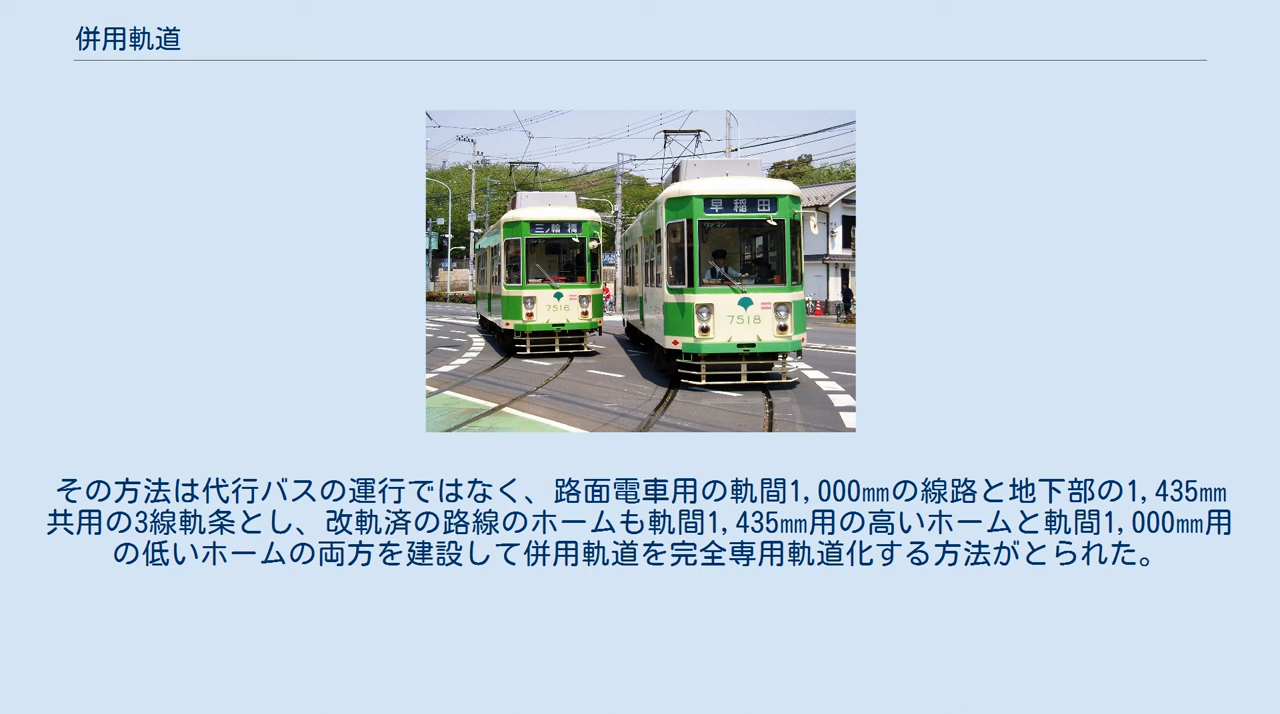 併用軌道
三ノ輪橋
早稲田
ワンマン
ワンマン
7516
7518
その方法は代行バスの運行ではなく、路面電車用の軌間1,000㎜の線路と地下部の1,435㎜
共用の3線軌条とし、改軌済の路線のホームも軌間1,435㎜用の高いホームと軌間1,000㎜用
の低いホームの両方を建設して併用軌道を完全専用軌道化する方法がとられた。